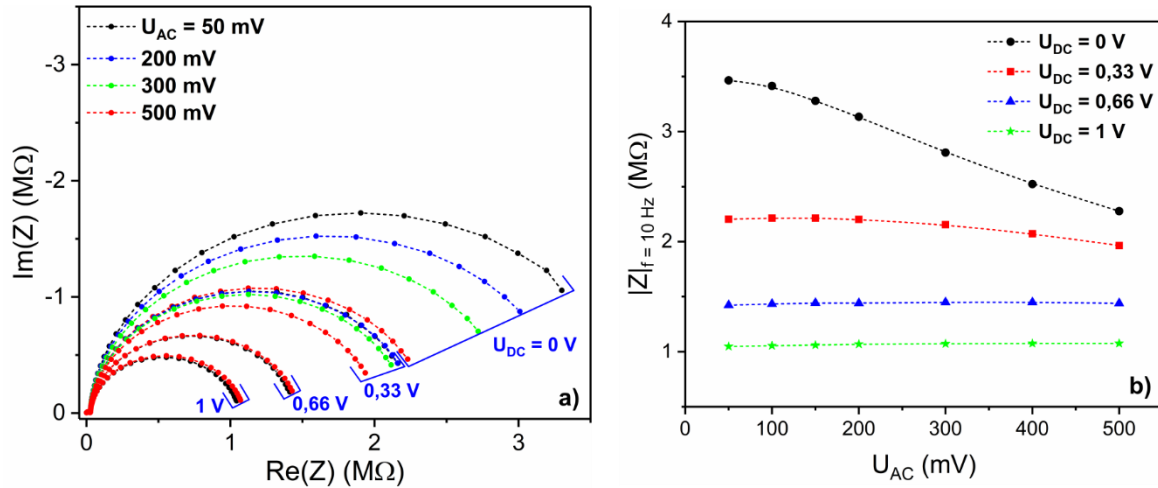 U_AC = 50 mV
200 mV
300 mV
500 mV
-3
-2
-1
0
Im(Z) (MΩ)
U_DC = 0 V
0,33 V
0,66 V
1 V
a)
0 1 2 3
Re(Z) (MΩ)
U_DC = 0 V
U_DC = 0,33 V
U_DC = 0,66 V
U_DC = 1 V
4
3
2
1
|Z|_f = 10 Hz (MΩ)
b)
0 100 200 300 400 500
U_AC (mV)